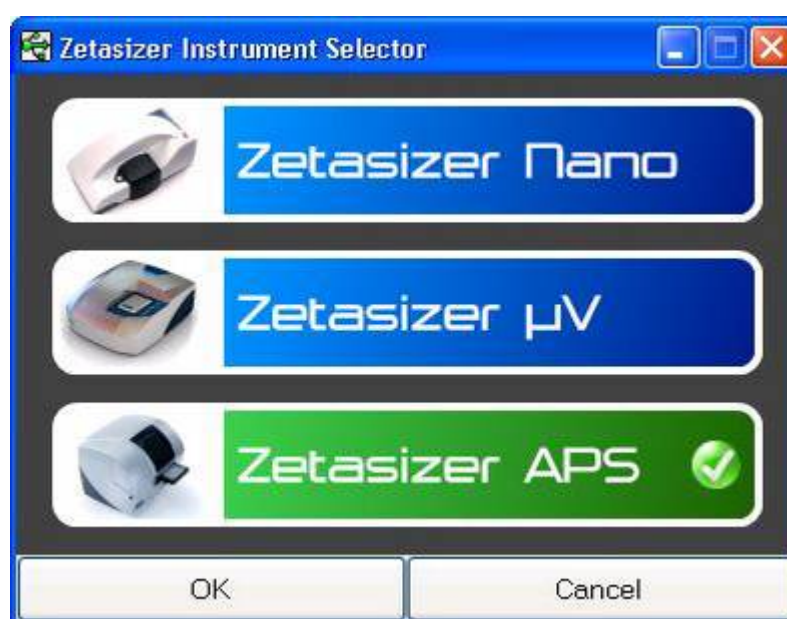 Zetasizer Instrument Selector
Zetasizer Nano
Zetasizer µV
Zetasizer APS
OK
Cancel